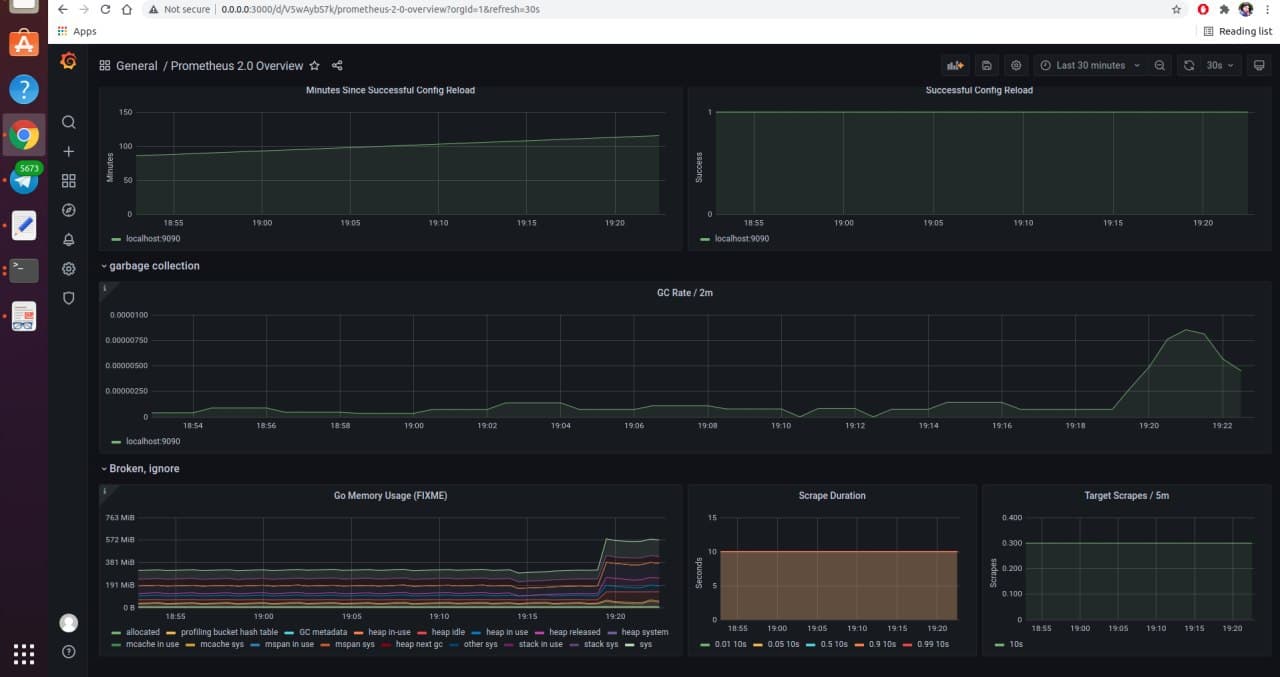 Not secure | 0.0.0.0:3000/d/V5wAybS7k/prometheus-2-0-overview?orgId=1&refresh=30s
Apps
Reading list
5673
General / Prometheus 2.0 Overview
Last 30 minutes
30s
Minutes Since Successful Config Reload
150
100
50
0
Minutes
18:55 19:00 19:05 19:10 19:15 19:20
localhost:9090
Successful Config Reload
1
0
Success
18:55 19:00 19:05 19:10 19:15 19:20
localhost:9090
garbage collection
GC Rate / 2m
0.0000100
0.00000750
0.00000500
0.00000250
0
18:54 18:56 18:58 19:00 19:02 19:04 19:06 19:08 19:10 19:12 19:14 19:16 19:18 19:20 19:22
localhost:9090
Broken, ignore
Go Memory Usage (FIXME)
763 MiB
572 MiB
381 MiB
191 MiB
0 B
18:55 19:00 19:05 19:10 19:15 19:20
allocated profiling bucket hash table GC metadata heap in-use heap idle heap in use heap released heap system
mcache in use mcache sys mspan in use mspan sys heap next gc other sys stack in use stack sys sys
Scrape Duration
15
10
5
0
Seconds
18:55 19:00 19:05 19:10 19:15 19:20
0.01 10s 0.05 10s 0.5 10s 0.9 10s 0.99 10s
Target Scrapes / 5m
0.400
0.300
0.200
0.100
0
Scrapes
18:55 19:00 19:05 19:10 19:15 19:20
10s